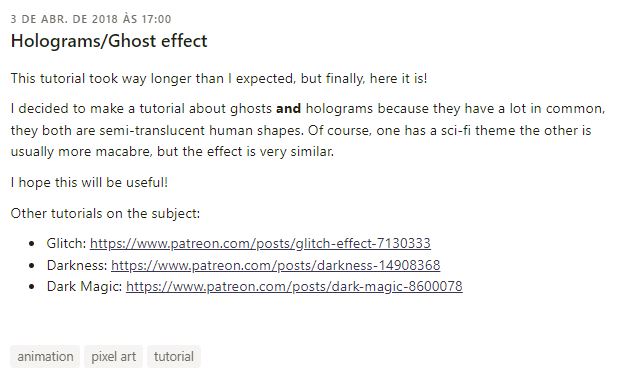 3 DE ABR. DE 2018 ÀS 17:00
Holograms/Ghost effect
This tutorial took way longer than I expected, but finally, here it is!
I decided to make a tutorial about ghosts and holograms because they have a lot in common,
they both are semi-translucent human shapes. Of course, one has a sci-fi theme the other is
usually more macabre, but the effect is very similar.
I hope this will be useful!
Other tutorials on the subject:
• Glitch: https://www.patreon.com/posts/glitch-effect-7130333
• Darkness: https://www.patreon.com/posts/darkness-14908368
• Dark Magic: https://www.patreon.com/posts/dark-magic-8600078
animation pixel art tutorial